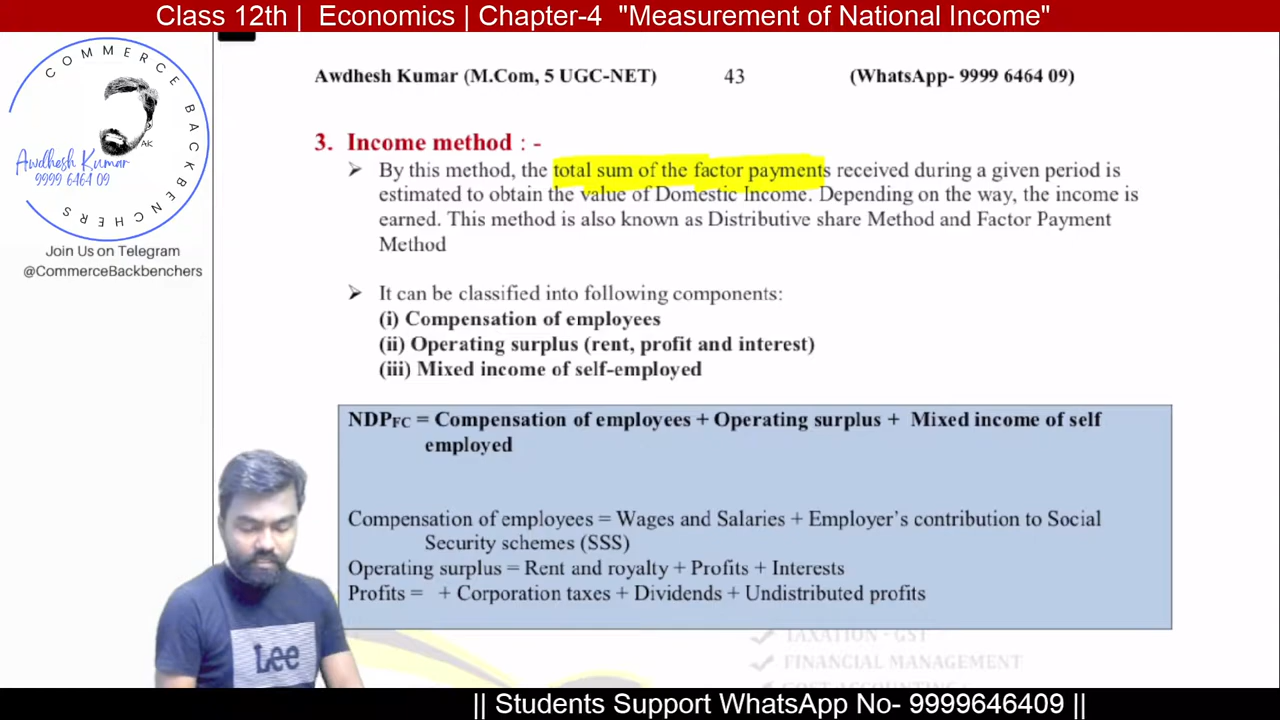 Class 12th | Economics | Chapter-4 "Measurement of National Income"
COMMERCE BACKBENCHERS
AK
Awdhesh Kumar
9999 6464 09
Join Us on Telegram
@CommerceBackbenchers
Awdhesh Kumar (M.Com, 5 UGC-NET) 43 (WhatsApp- 9999 6464 09)
3. Income method : -
➢ By this method, the total sum of the factor payments received during a given period is
estimated to obtain the value of Domestic Income. Depending on the way, the income is
earned. This method is also known as Distributive share Method and Factor Payment
Method
➢ It can be classified into following components:
(i) Compensation of employees
(ii) Operating surplus (rent, profit and interest)
(iii) Mixed income of self-employed
NDPFC = Compensation of employees + Operating surplus + Mixed income of self
employed
Compensation of employees = Wages and Salaries + Employer's contribution to Social
Security schemes (SSS)
Operating surplus = Rent and royalty + Profits + Interests
Profits = + Corporation taxes + Dividends + Undistributed profits
TAXATION - GST
FINANCIAL MANAGEMENT
Lee
|| Students Support WhatsApp No- 9999646409 ||